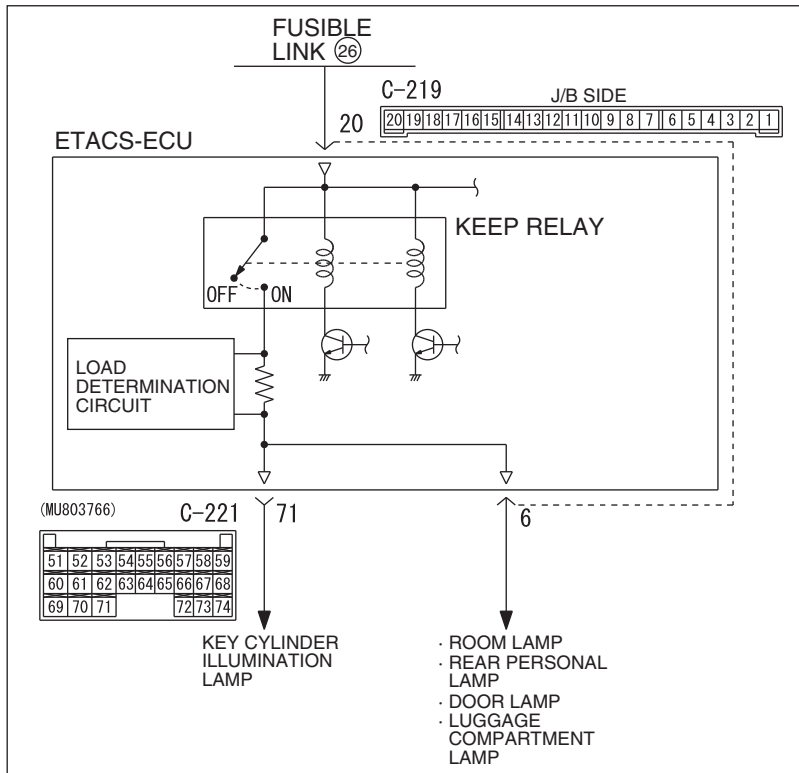 FUSIBLE
LINK 26
C-219
J/B SIDE
20
20 19 18 17 16 15 14 13 12 11 10 9 8 7 6 5 4 3 2 1
ETACS-ECU
KEEP RELAY
OFF ON
LOAD
DETERMINATION
CIRCUIT
(MU803766)
C-221
71
6
51 52 53 54 55 56 57 58 59
60 61 62 63 64 65 66 67 68
69 70 71 72 73 74
KEY CYLINDER
ILLUMINATION
LAMP
· ROOM LAMP
· REAR PERSONAL
LAMP
· DOOR LAMP
· LUGGAGE
COMPARTMENT
LAMP